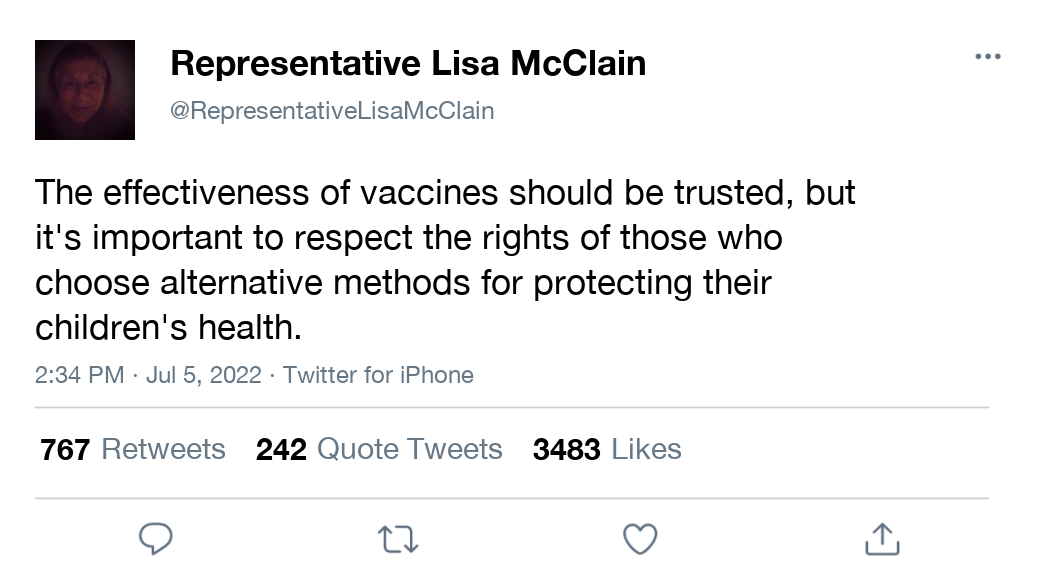 Representative Lisa McClain
@RepresentativeLisaMcClain
The effectiveness of vaccines should be trusted, but
it's important to respect the rights of those who
choose alternative methods for protecting their
children's health.
2:34 PM · Jul 5, 2022 · Twitter for iPhone
767 Retweets 242 Quote Tweets 3483 Likes